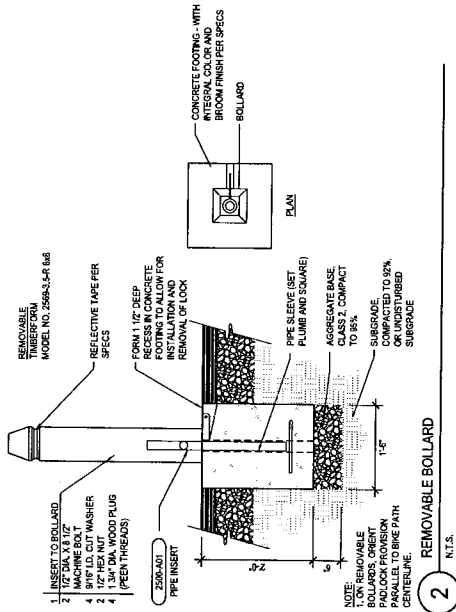 REMOVABLE
TIMBERFORM
MODEL NO. 2569-3.5-R 6x6
REFLECTIVE TAPE PER
SPECS
FORM 1 1/2" DEEP
RECESS IN CONCRETE
FOOTING TO ALLOW FOR
INSTALLATION AND
REMOVAL OF LOCK
PIPE SLEEVE (SET
PLUMB AND SQUARE)
AGGREGATE BASE,
CLASS 2, COMPACT
TO 95%
SUBGRADE,
COMPACTED TO 92%,
OR UNDISTURBED
SUBGRADE
1 INSERT TO BOLLARD
2 1/2" DIA. X 8 1/2"
MACHINE BOLT
4 9/16" I.D. CUT WASHER
2 1/2" HEX NUT
4 1 3/4" DIA. WOOD PLUG
(PEEN THREADS)
2500-A01
PIPE INSERT
2'-0"
6"
1'-6"
NOTE:
1. ON REMOVABLE
BOLLARDS, ORIENT
PADLOCK PROVISION
PARALLEL TO BIKE PATH
CENTERLINE.
CONCRETE FOOTING - WITH
INTEGRAL COLOR AND
BROOM FINISH PER SPECS
BOLLARD
PLAN
2
REMOVABLE BOLLARD
N.T.S.